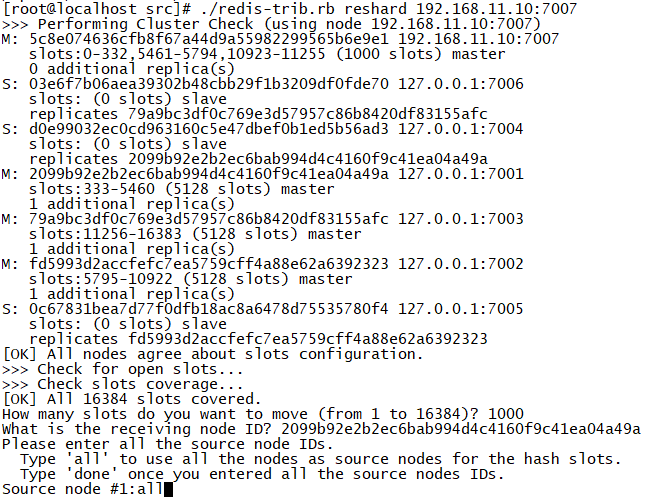 [root@localhost src]# ./redis-trib.rb reshard 192.168.11.10:7007
>>> Performing Cluster Check (using node 192.168.11.10:7007)
M: 5c8e074636cfb8f67a44d9a55982299565b6e9e1 192.168.11.10:7007
   slots:0-332,5461-5794,10923-11255 (1000 slots) master
   0 additional replica(s)
S: 03e6f7b06aea39302b48cbb29f1b3209df0fde70 127.0.0.1:7006
   slots: (0 slots) slave
   replicates 79a9bc3df0c769e3d57957c86b8420df83155afc
S: d0e99032ec0cd963160c5e47dbef0b1ed5b56ad3 127.0.0.1:7004
   slots: (0 slots) slave
   replicates 2099b92e2b2ec6bab994d4c4160f9c41ea04a49a
M: 2099b92e2b2ec6bab994d4c4160f9c41ea04a49a 127.0.0.1:7001
   slots:333-5460 (5128 slots) master
   1 additional replica(s)
M: 79a9bc3df0c769e3d57957c86b8420df83155afc 127.0.0.1:7003
   slots:11256-16383 (5128 slots) master
   1 additional replica(s)
M: fd5993d2accfefc7ea5759cff4a88e62a6392323 127.0.0.1:7002
   slots:5795-10922 (5128 slots) master
   1 additional replica(s)
S: 0c67831bea7d77f0dfb18ac8a6478d75535780f4 127.0.0.1:7005
   slots: (0 slots) slave
   replicates fd5993d2accfefc7ea5759cff4a88e62a6392323
[OK] All nodes agree about slots configuration.
>>> Check for open slots...
>>> Check slots coverage...
[OK] All 16384 slots covered.
How many slots do you want to move (from 1 to 16384)? 1000
What is the receiving node ID? 2099b92e2b2ec6bab994d4c4160f9c41ea04a49a
Please enter all the source node IDs.
  Type 'all' to use all the nodes as source nodes for the hash slots.
  Type 'done' once you entered all the source nodes IDs.
Source node #1:all